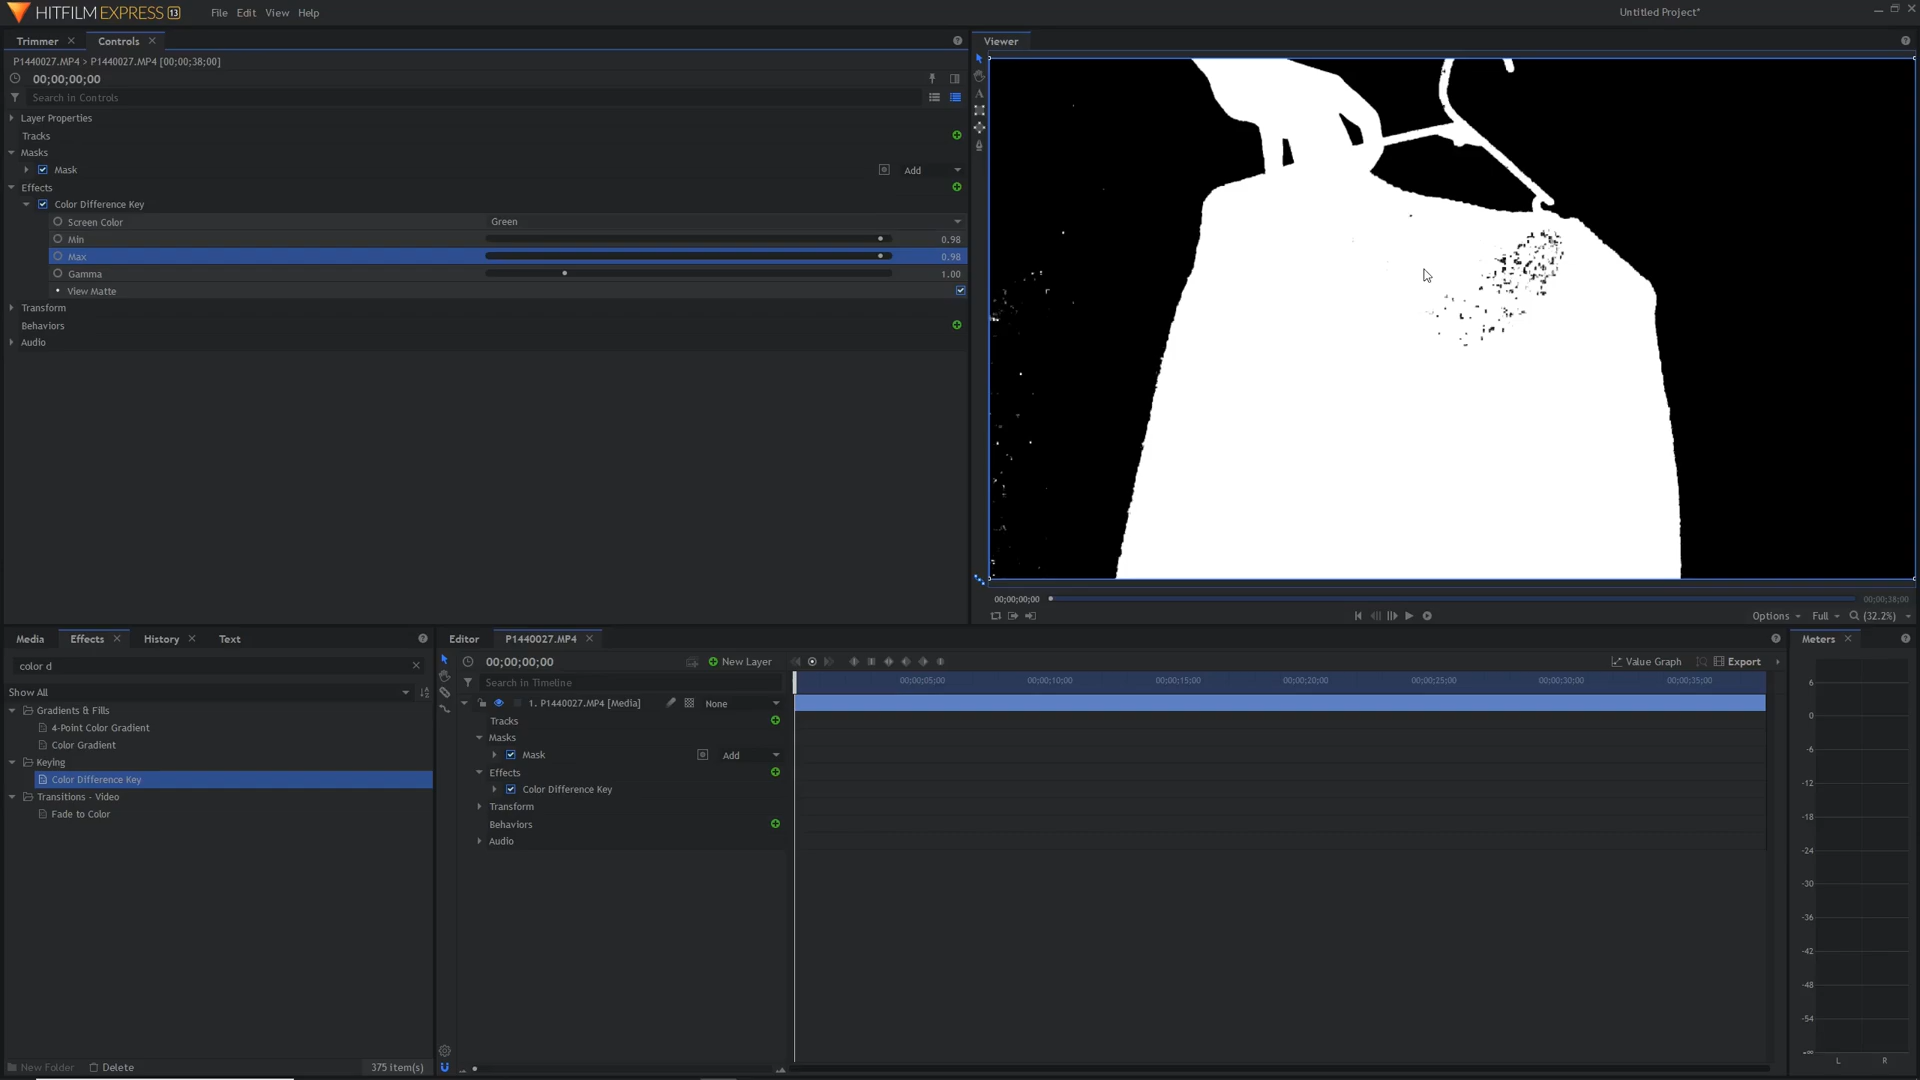 HITFILM EXPRESS 13 File Edit View Help Untitled Project*
Trimmer Controls
P1440027.MP4 > P1440027.MP4 [00;00;38;00]
00;00;00;00
Search in Controls
Layer Properties
Tracks
Masks
Mask Add
Effects
Color Difference Key
Screen Color Green
Min 0.98
Max 0.98
Gamma 1.00
View Matte
Transform
Behaviors
Audio
Viewer
00;00;00;00 00;00;38;00
Options Full (32.2%)
Media Effects History Text
color d
Show All
Gradients & Fills
4-Point Color Gradient
Color Gradient
Keying
Color Difference Key
Transitions - Video
Fade to Color
New Folder Delete 375 item(s)
Editor P1440027.MP4
00;00;00;00 New Layer Value Graph Export
Search in Timeline 00;00;05;00 00;00;10;00 00;00;15;00 00;00;20;00 00;00;25;00 00;00;30;00 00;00;35;00
1. P1440027.MP4 [Media] None
Tracks
Masks
Mask Add
Effects
Color Difference Key
Transform
Behaviors
Audio
Meters
6
0
-6
-12
-18
-24
-30
-36
-42
-48
-54
-∞
L R